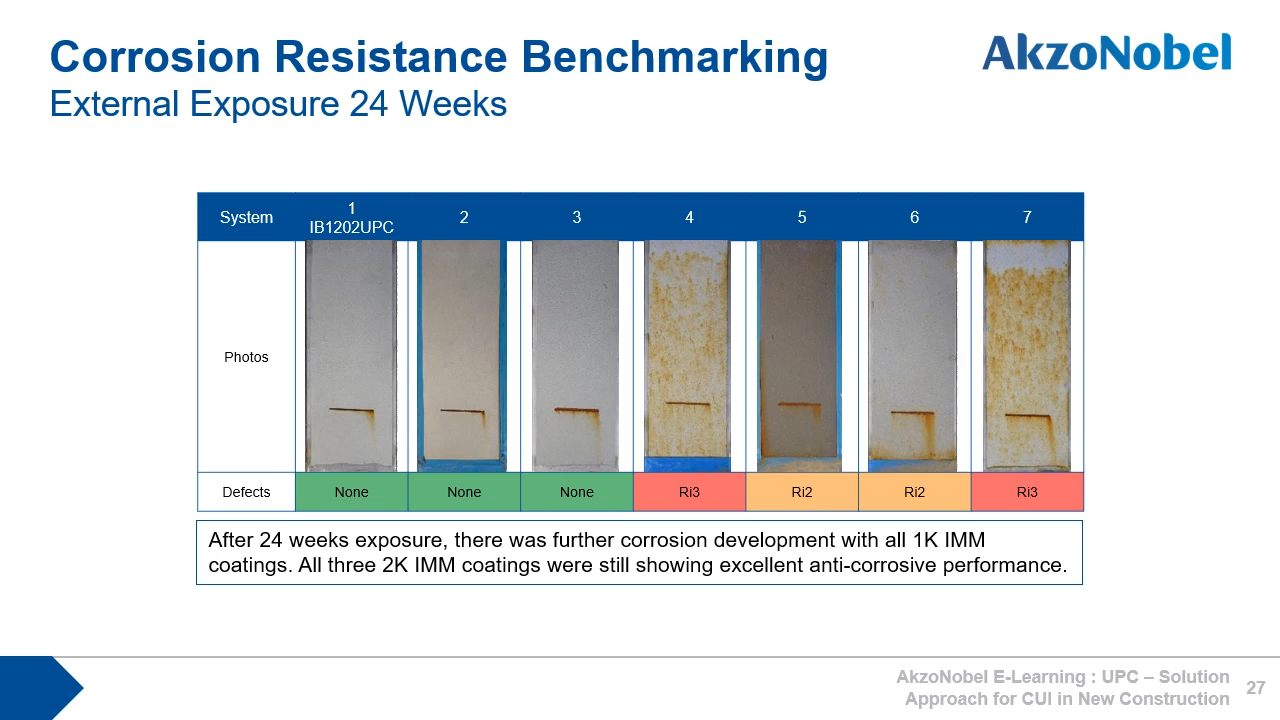 Corrosion Resistance Benchmarking
AkzoNobel
External Exposure 24 Weeks
System
1
IB1202UPC
2
3
4
5
6
7
Photos
Defects
None
None
None
Ri3
Ri2
Ri2
Ri3
After 24 weeks exposure, there was further corrosion development with all 1K IMM
coatings. All three 2K IMM coatings were still showing excellent anti-corrosive performance.
AkzoNobel E-Learning : UPC – Solution
Approach for CUI in New Construction
27